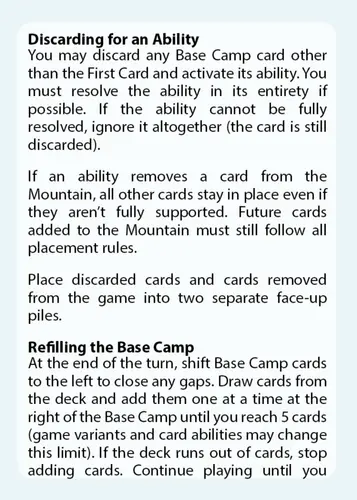 Discarding for an Ability
You may discard any Base Camp card other
than the First Card and activate its ability. You
must resolve the ability in its entirety if
possible. If the ability cannot be fully
resolved, ignore it altogether (the card is still
discarded).
If an ability removes a card from the
Mountain, all other cards stay in place even if
they aren't fully supported. Future cards
added to the Mountain must still follow all
placement rules.
Place discarded cards and cards removed
from the game into two separate face-up
piles.
Refilling the Base Camp
At the end of the turn, shift Base Camp cards
to the left to close any gaps. Draw cards from
the deck and add them one at a time at the
right of the Base Camp until you reach 5 cards
(game variants and card abilities may change
this limit). If the deck runs out of cards, stop
adding cards. Continue playing until you